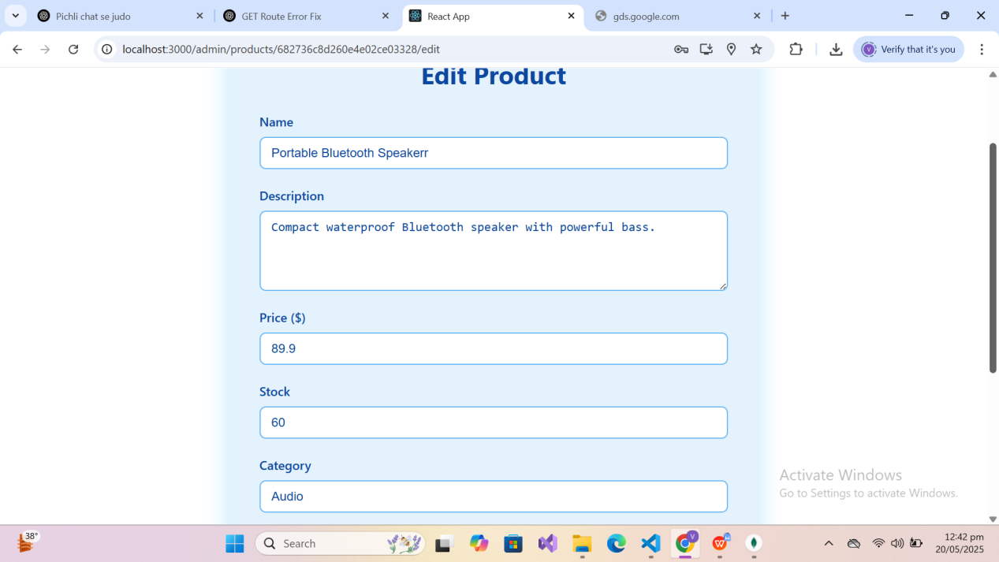 Pichli chat se judo
GET Route Error Fix
React App
gds.google.com
localhost:3000/admin/products/682736f8d260e4e02ce03328/edit
Verify that it's you
Edit Product
Name
Portable Bluetooth Speakerr
Description
Compact waterproof Bluetooth speaker with powerful bass.
Price ($)
89.9
Stock
60
Category
Audio
Activate Windows
Go to Settings to activate Windows.
38°
Search
12:42 pm
20/05/2025